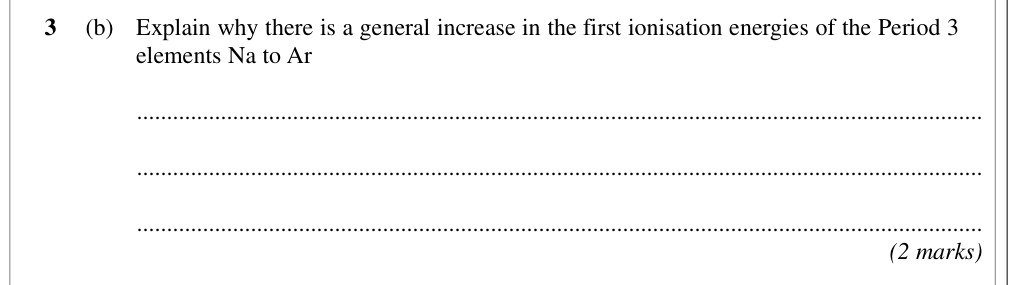 3 (b) Explain why there is a general increase in the first ionisation energies of the Period 3
elements Na to Ar
..........
..........
..........
(2 marks)